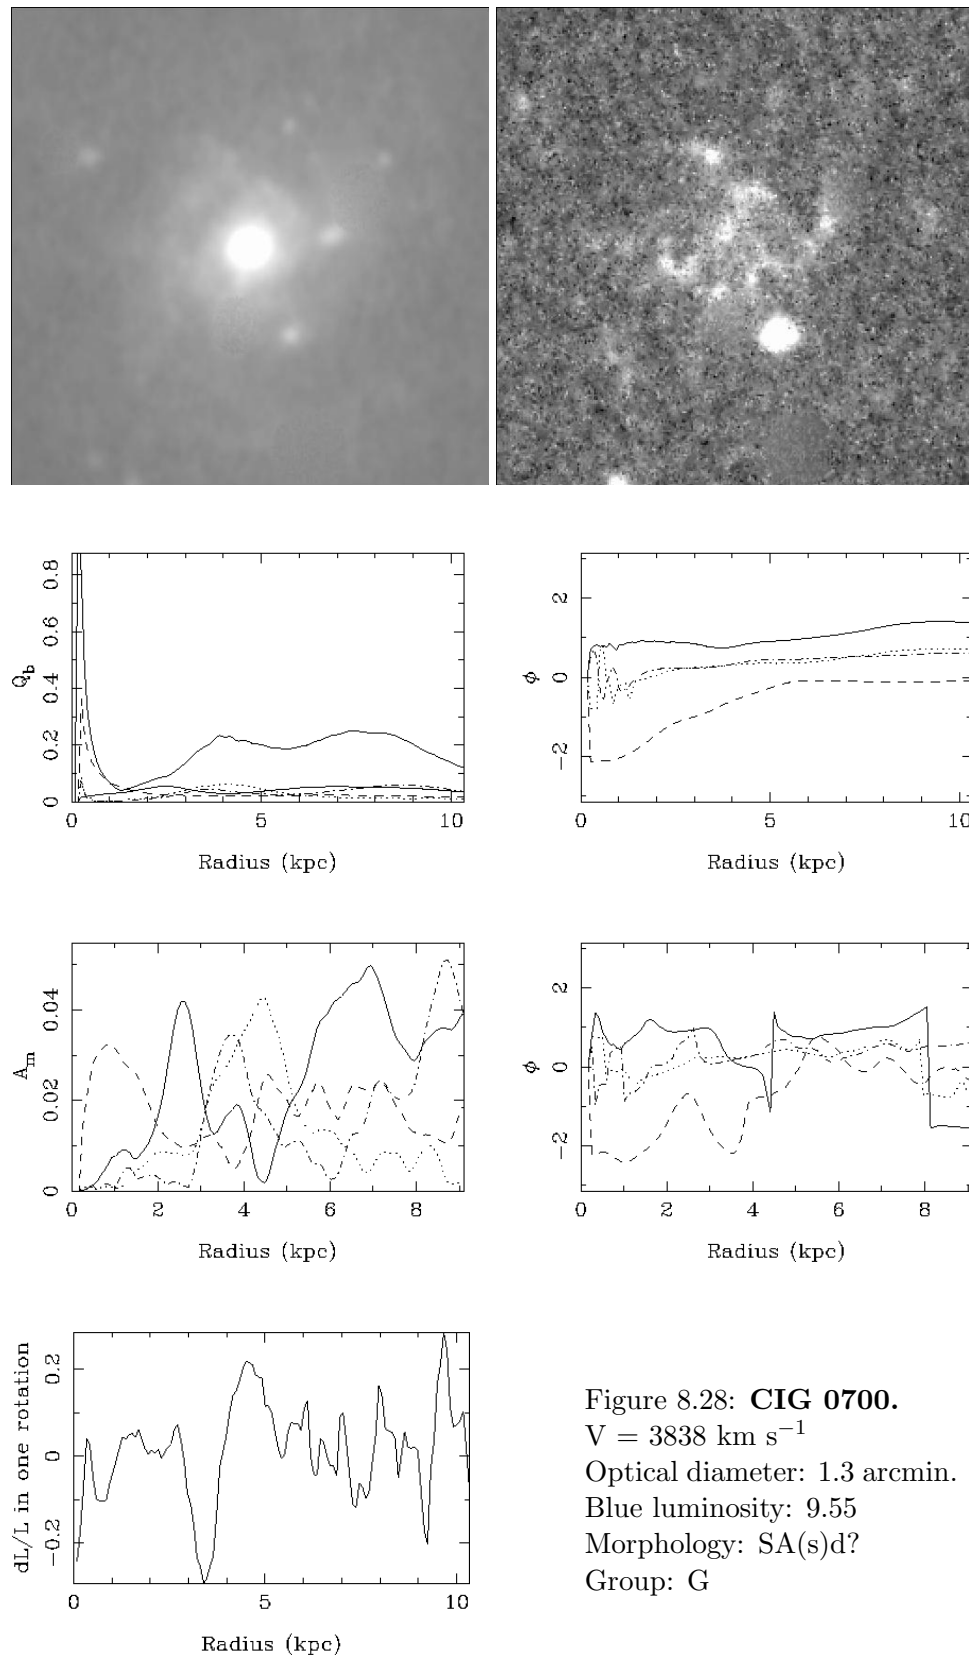 0 0.2 0.4 0.6 0.8
Q_b
0 5 10
Radius (kpc)
−2 0 2
ϕ
0 5 10
Radius (kpc)
0 0.02 0.04
A_m
0 2 4 6 8
Radius (kpc)
−2 0 2
ϕ
0 2 4 6 8
Radius (kpc)
−0.2 0 0.2
dL/L in one rotation
0 5 10
Radius (kpc)
Figure 8.28: CIG 0700.
V = 3838 km s⁻¹
Optical diameter: 1.3 arcmin.
Blue luminosity: 9.55
Morphology: SA(s)d?
Group: G